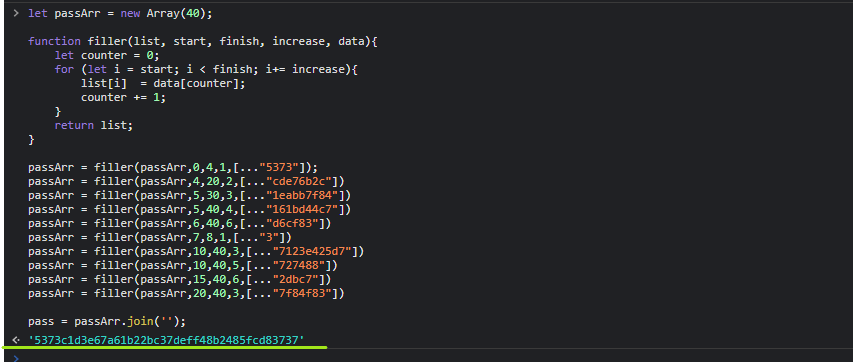 > let passArr = new Array(40);
function filler(list, start, finish, increase, data){
let counter = 0;
for (let i = start; i < finish; i+= increase){
list[i]  = data[counter];
counter += 1;
}
return list;
}
passArr = filler(passArr,0,4,1,[..."5373"]);
passArr = filler(passArr,4,20,2,[..."cde76b2c"])
passArr = filler(passArr,5,30,3,[..."1eabb7f84"])
passArr = filler(passArr,5,40,4,[..."161bd44c7"])
passArr = filler(passArr,6,40,6,[..."d6cf83"])
passArr = filler(passArr,7,8,1,[..."3"])
passArr = filler(passArr,10,40,3,[..."7123e425d7"])
passArr = filler(passArr,10,40,5,[..."727488"])
passArr = filler(passArr,15,40,6,[..."2dbc7"])
passArr = filler(passArr,20,40,3,[..."7f84f83"])
pass = passArr.join('');
'5373c1d3e67a61b22bc37deff48b2485fcd83737'
>